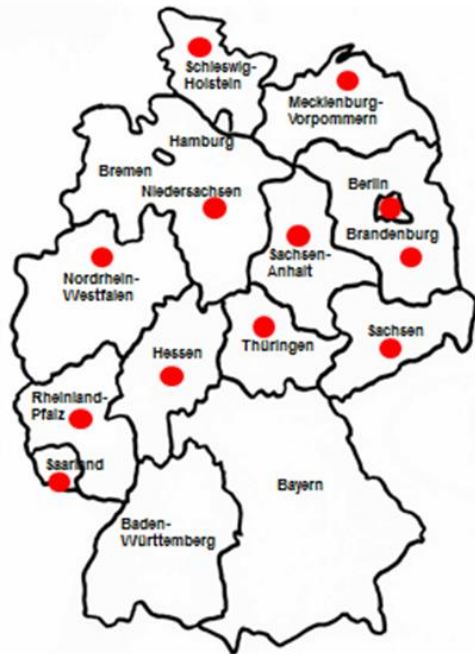 Schleswig-
Holstein
Mecklenburg-
Vorpommern
Hamburg
Bremen
Niedersachsen
Berlin
Brandenburg
Sachsen-
Anhalt
Nordrhein-
Westfalen
Sachsen
Thüringen
Hessen
Rheinland-
Pfalz
Saarland
Bayern
Baden-
Württemberg